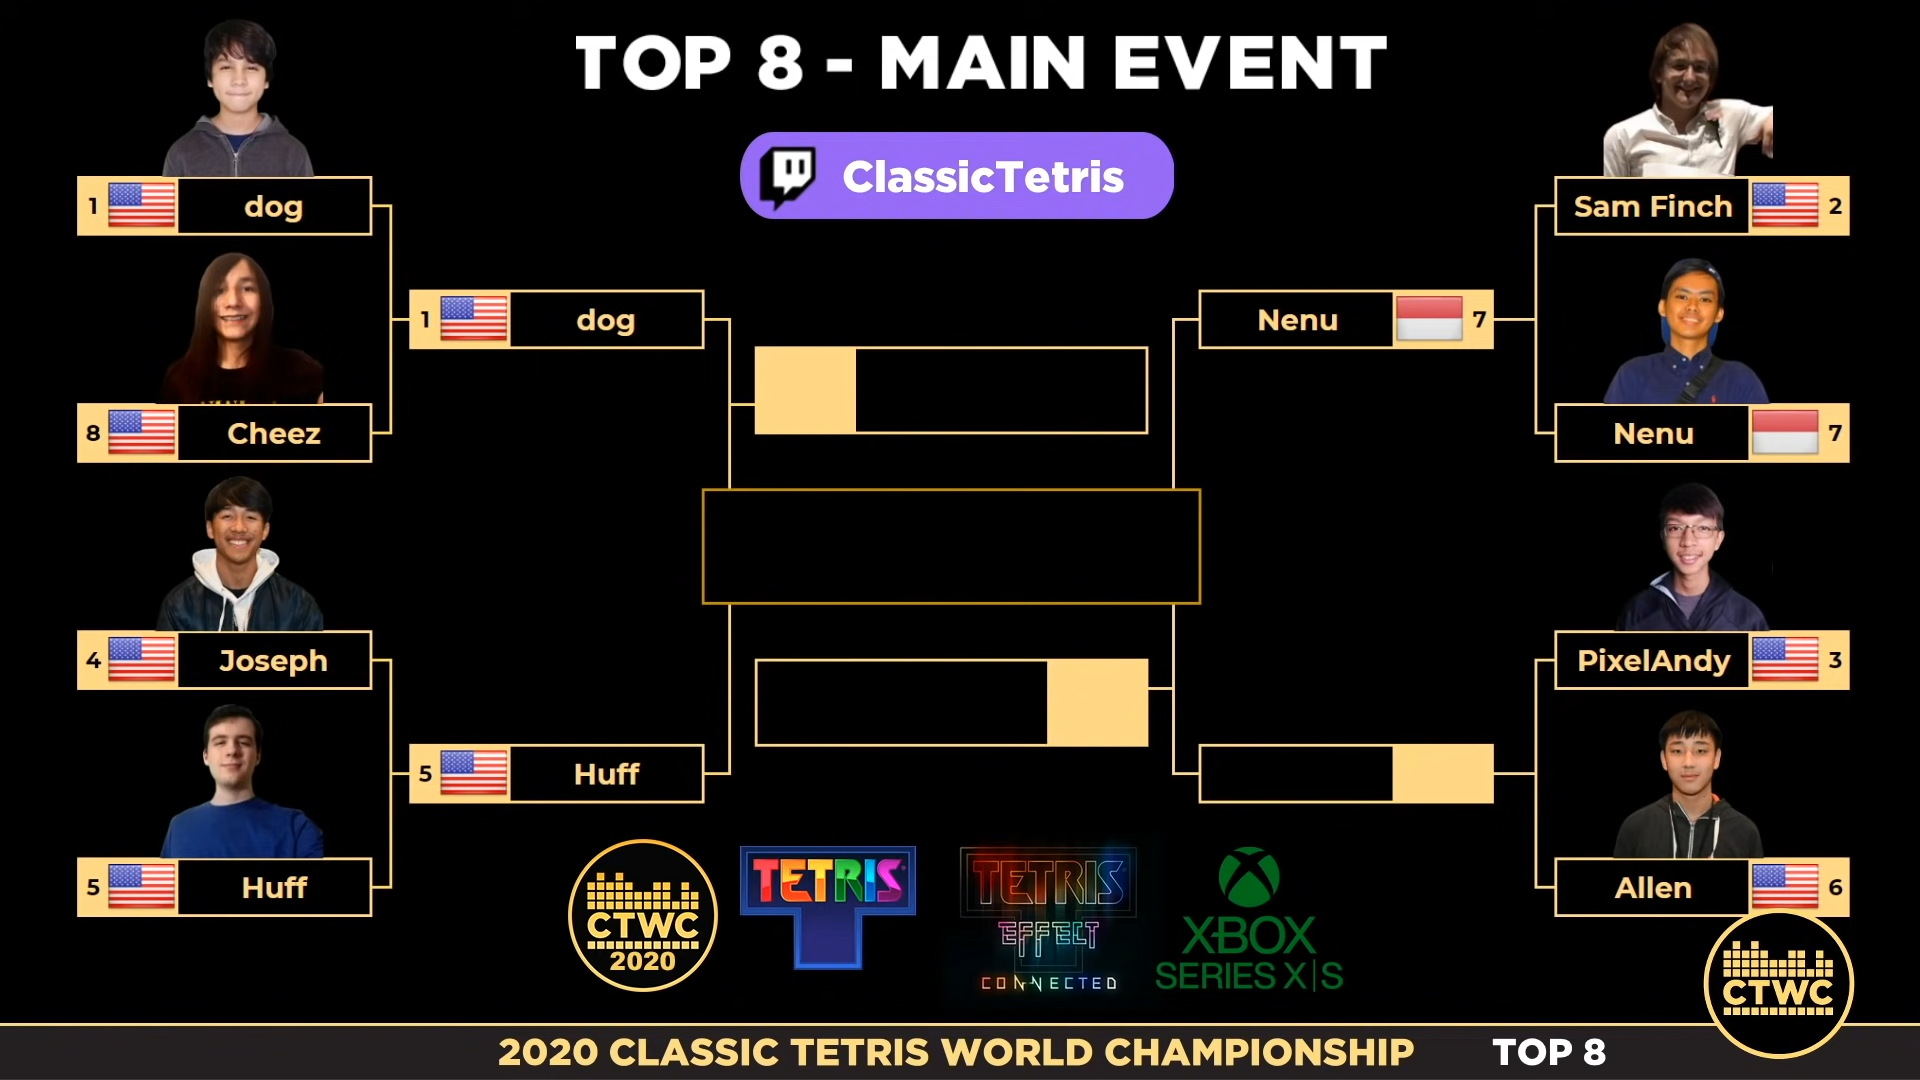 TOP 8 - MAIN EVENT
ClassicTetris
1 dog
8 Cheez
4 Joseph
5 Huff
1 dog
5 Huff
Nenu 7
Sam Finch 2
Nenu 7
PixelAndy 3
Allen 6
CTWC
2020
TETRIS
TETRIS
EFFECT
CONNECTED
XBOX
SERIES X|S
CTWC
2020 CLASSIC TETRIS WORLD CHAMPIONSHIP
TOP 8